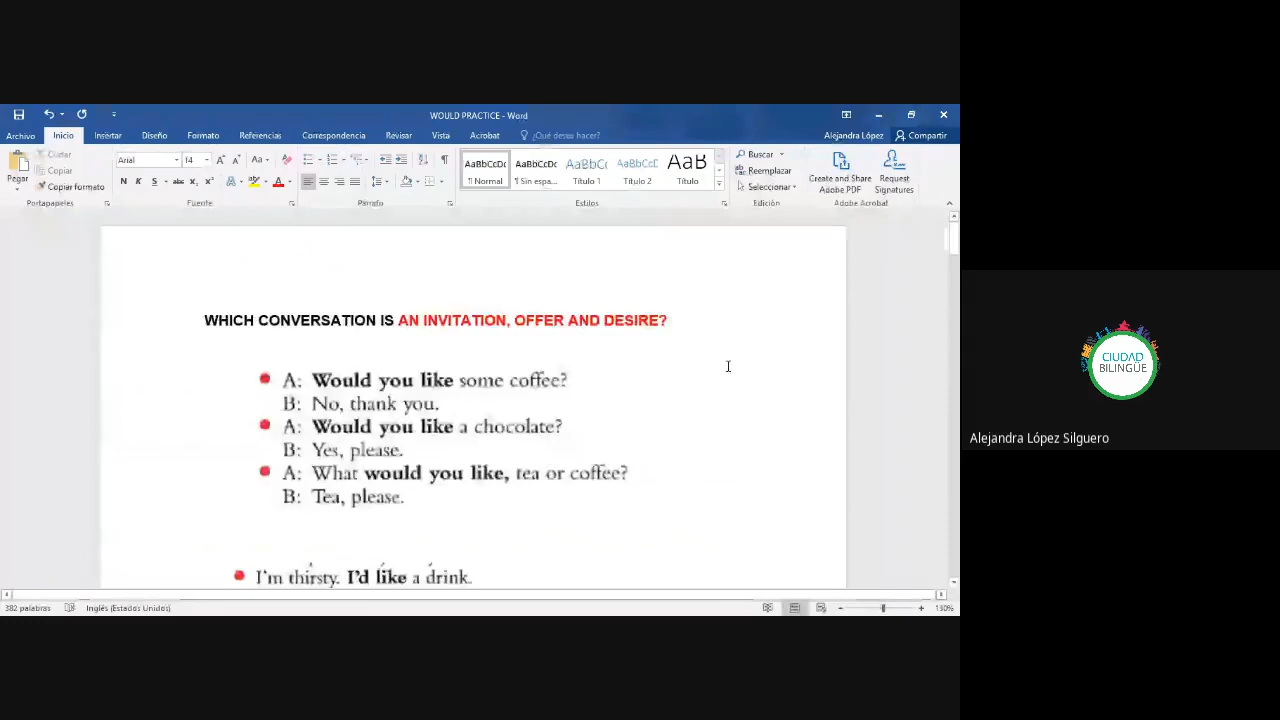 WOULD PRACTICE - Word
Archivo Inicio Insertar Diseño Formato Referencias Correspondencia Revisar Vista Acrobat ¿Qué desea hacer? Alejandra López Compartir
Pegar
Cortar
Copiar
Copiar formato
Portapapeles
Arial 14 Aa
N K S abc x₂ x² A
Fuente
Párrafo
AaBbCcDc AaBbCcDc AaBbCc AaBbCcD AaB
¶ Normal ¶ Sin espa... Título 1 Título 2 Título
Estilos
Buscar
Reemplazar
Seleccionar
Edición
Create and Share
Adobe PDF
Request
Signatures
Adobe Acrobat
WHICH CONVERSATION IS AN INVITATION, OFFER AND DESIRE?
A: Would you like some coffee?
B: No, thank you.
A: Would you like a chocolate?
B: Yes, please.
A: What would you like, tea or coffee?
B: Tea, please.
I'm thirsty. I'd like a drink.
382 palabras Inglés (Estados Unidos) 130%
CIUDAD
BILINGÜE
Alejandra López Silguero